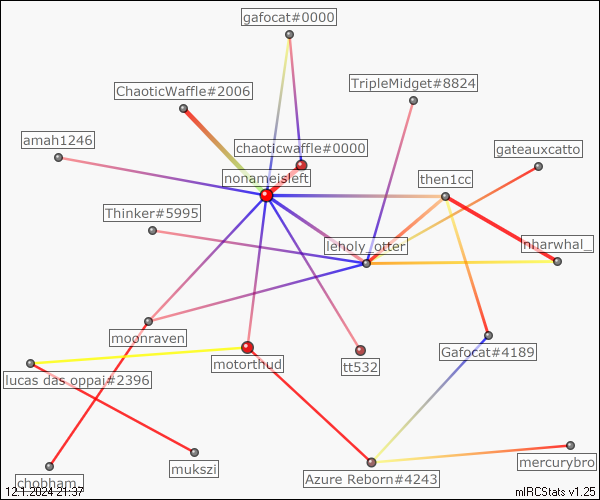 gafocat#0000
TripleMidget#8824
ChaoticWaffle#2006
amah1246
chaoticwaffle#0000
gateauxcatto
nonameisleft
then1cc
Thinker#5995
leholy_otter
nharwhal_
moonraven
Gafocat#4189
motorthud
tt532
lucas das oppai#2396
mercurybro
mukszi
Azure Reborn#4243
chobham_
12.1.2024 21:37
mIRCStats v1.25